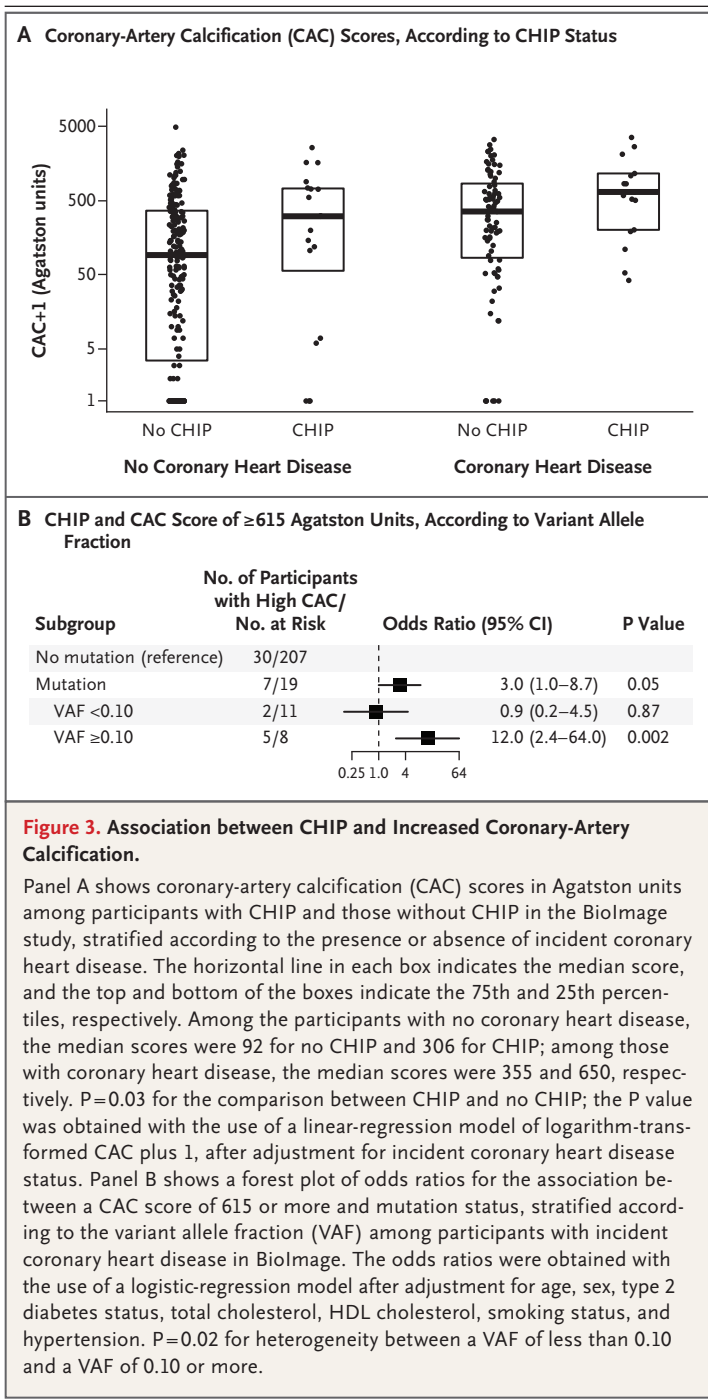 A Coronary-Artery Calcification (CAC) Scores, According to CHIP Status
CAC+1 (Agatston units)
5000
500
50
5
1
No CHIP CHIP No CHIP CHIP
No Coronary Heart Disease Coronary Heart Disease
B CHIP and CAC Score of ≥615 Agatston Units, According to Variant Allele
Fraction
No. of Participants
with High CAC/
Subgroup No. at Risk Odds Ratio (95% CI) P Value
No mutation (reference) 30/207
Mutation 7/19 3.0 (1.0–8.7) 0.05
VAF <0.10 2/11 0.9 (0.2–4.5) 0.87
VAF ≥0.10 5/8 12.0 (2.4–64.0) 0.002
0.25 1.0 4 64
Figure 3. Association between CHIP and Increased Coronary-Artery
Calcification.
Panel A shows coronary-artery calcification (CAC) scores in Agatston units
among participants with CHIP and those without CHIP in the BioImage
study, stratified according to the presence or absence of incident coronary
heart disease. The horizontal line in each box indicates the median score,
and the top and bottom of the boxes indicate the 75th and 25th percen-
tiles, respectively. Among the participants with no coronary heart disease,
the median scores were 92 for no CHIP and 306 for CHIP; among those
with coronary heart disease, the median scores were 355 and 650, respec-
tively. P=0.03 for the comparison between CHIP and no CHIP; the P value
was obtained with the use of a linear-regression model of logarithm-trans-
formed CAC plus 1, after adjustment for incident coronary heart disease
status. Panel B shows a forest plot of odds ratios for the association be-
tween a CAC score of 615 or more and mutation status, stratified accord-
ing to the variant allele fraction (VAF) among participants with incident
coronary heart disease in BioImage. The odds ratios were obtained with
the use of a logistic-regression model after adjustment for age, sex, type 2
diabetes status, total cholesterol, HDL cholesterol, smoking status, and
hypertension. P=0.02 for heterogeneity between a VAF of less than 0.10
and a VAF of 0.10 or more.